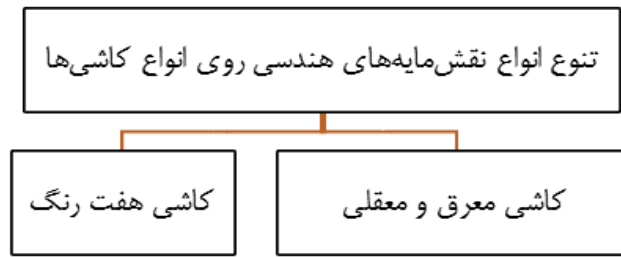 تنوع انواع نقش‌مایه‌های هندسی روی انواع کاشی‌ها
کاشی معرق و معقلی
کاشی هفت رنگ